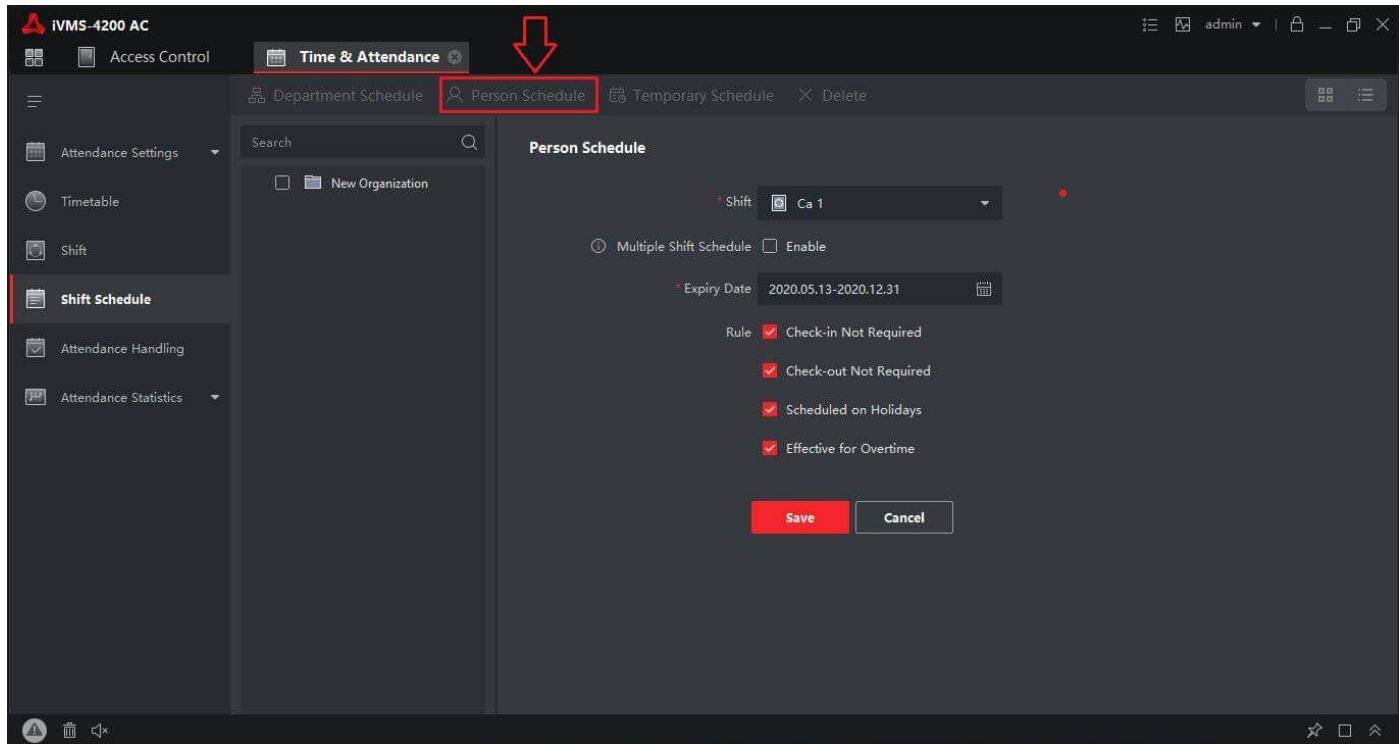 iVMS-4200 AC
admin
Access Control
Time & Attendance
Department Schedule
Person Schedule
Temporary Schedule
Delete
Attendance Settings
Timetable
Shift
Shift Schedule
Attendance Handling
Attendance Statistics
Search
New Organization
Person Schedule
* Shift Ca 1
Multiple Shift Schedule Enable
* Expiry Date 2020.05.13-2020.12.31
Rule Check-in Not Required
Check-out Not Required
Scheduled on Holidays
Effective for Overtime
Save Cancel